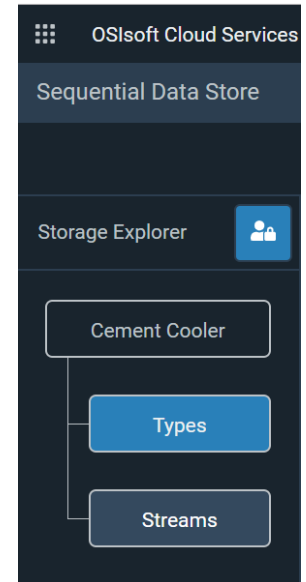 OSIsoft Cloud Services
Sequential Data Store
Storage Explorer
Cement Cooler
Types
Streams